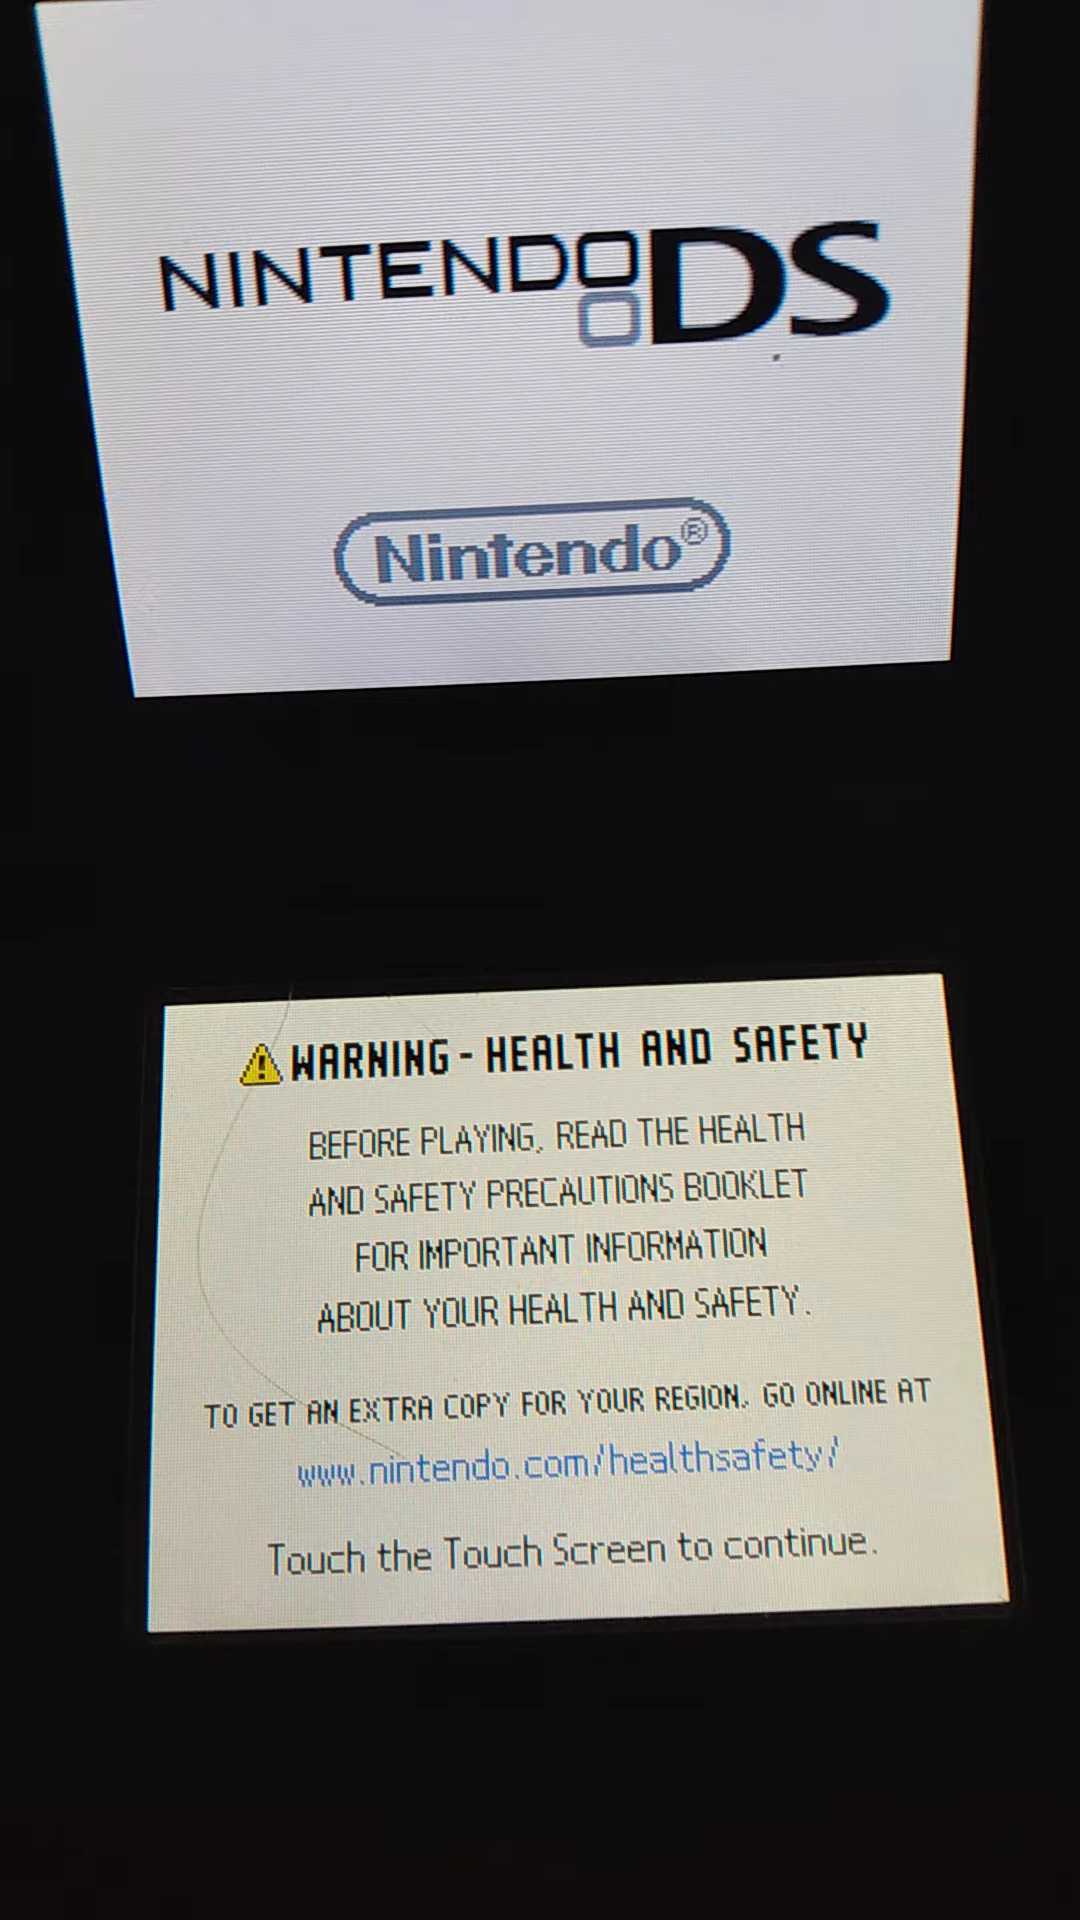 NINTENDO DS
Nintendo®
WARNING - HEALTH AND SAFETY
BEFORE PLAYING, READ THE HEALTH
AND SAFETY PRECAUTIONS BOOKLET
FOR IMPORTANT INFORMATION
ABOUT YOUR HEALTH AND SAFETY.
TO GET AN EXTRA COPY FOR YOUR REGION, GO ONLINE AT
www.nintendo.com/healthsafety/
Touch the Touch Screen to continue.